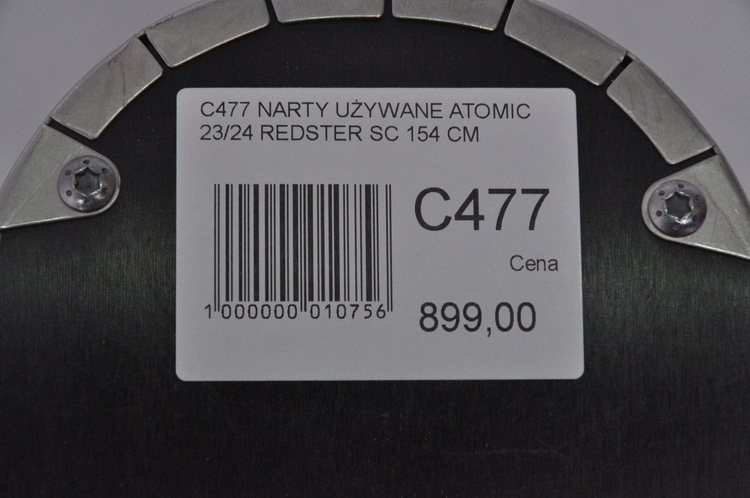 C477 NARTY UŻYWANE ATOMIC
23/24 REDSTER SC 154 CM
C477
Cena
1 000000 010756
899,00